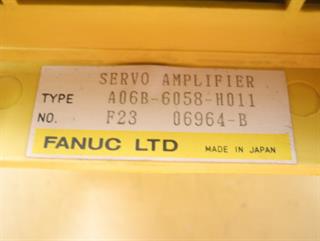 SERVO AMPLIFIER
TYPE A06B-6058-H011
NO. F23 06964-B
FANUC LTD MADE IN JAPAN